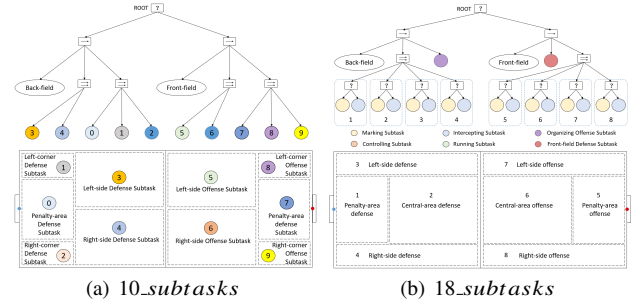 ROOT ?
Back-field
Front-field
3 4 0 1 2 5 6 7 8 9
Left-corner
Defense
Subtask
1
0
Penalty-area
Defense
Subtask
Right-corner
Defense
Subtask
2
3
Left-side Defense Subtask
4
Right-side Defense Subtask
5
Left-side Offense Subtask
6
Right-side Offense Subtask
8
Left-corner
Offense
Subtask
7
Penalty-area
Defense
Subtask
9
Right-corner
Offense
Subtask
(a) 10_subtasks
ROOT ?
Back-field
Front-field
? ? ? ? ? ? ? ?
1 2 3 4 5 6 7 8
Marking Subtask
Intercepting Subtask
Organizing Offense Subtask
Controlling Subtask
Running Subtask
Front-field Defense Subtask
3 Left-side defense
7 Left-side offense
1
Penalty-area
defense
2
Central-area defense
6
Central-area offense
5
Penalty-area
offense
4 Right-side defense
8 Right-side offense
(b) 18_subtasks